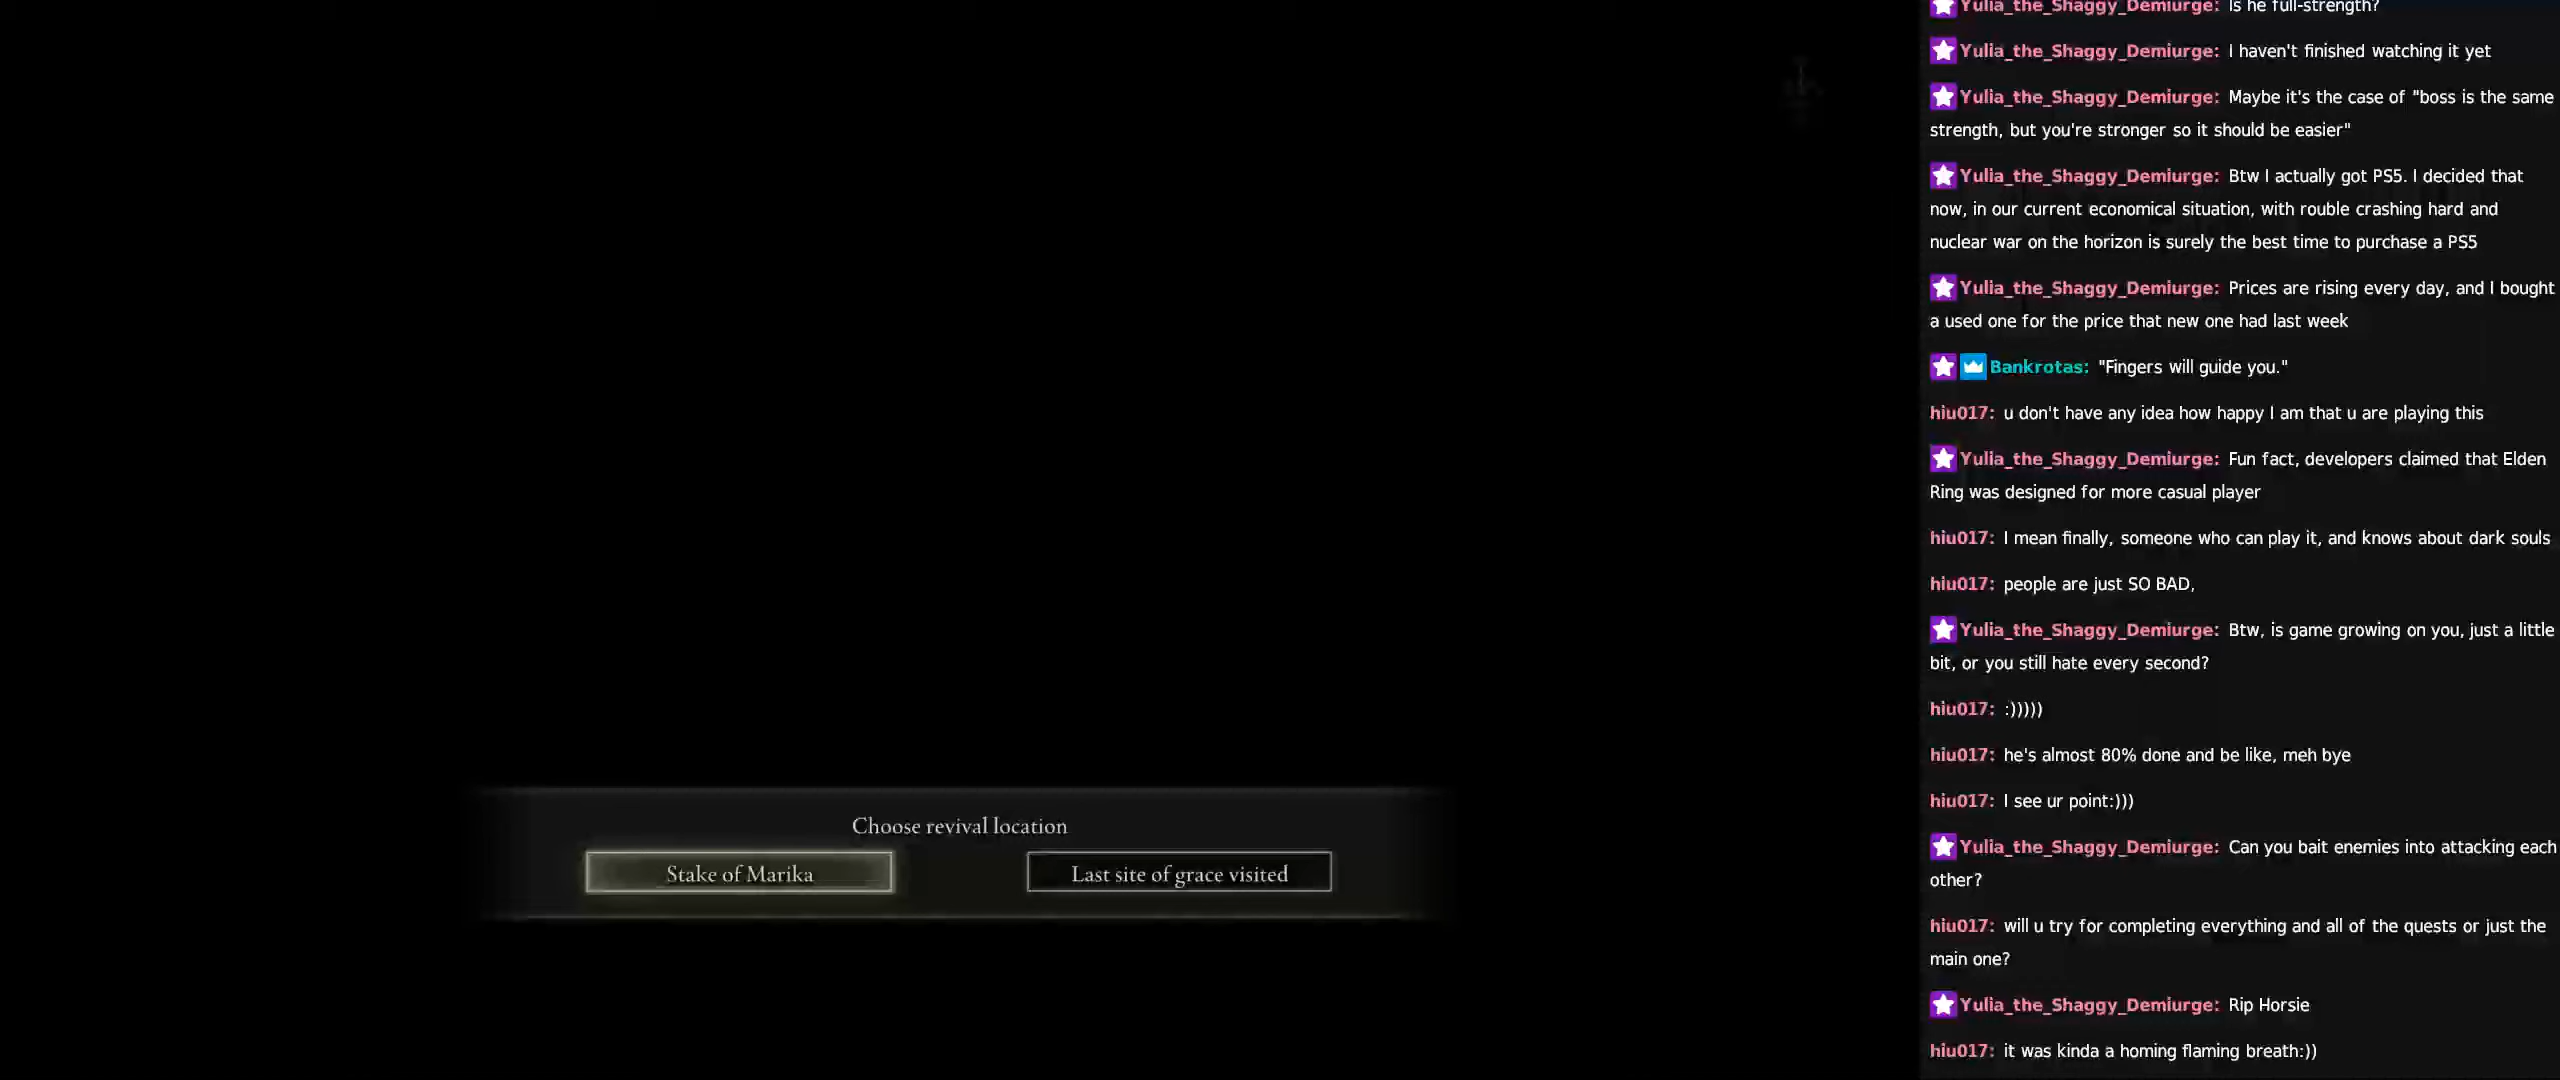 Choose revival location
Stake of Marika
Last site of grace visited
Yulia_the_Shaggy_Demiurge: Is he full-strength?
Yulia_the_Shaggy_Demiurge: I haven't finished watching it yet
Yulia_the_Shaggy_Demiurge: Maybe it's the case of "boss is the same
strength, but you're stronger so it should be easier"
Yulia_the_Shaggy_Demiurge: Btw I actually got PS5. I decided that
now, in our current economical situation, with rouble crashing hard and
nuclear war on the horizon is surely the best time to purchase a PS5
Yulia_the_Shaggy_Demiurge: Prices are rising every day, and I bought
a used one for the price that new one had last week
Bankrotas: "Fingers will guide you."
hiu017: u don't have any idea how happy I am that u are playing this
Yulia_the_Shaggy_Demiurge: Fun fact, developers claimed that Elden
Ring was designed for more casual player
hiu017: I mean finally, someone who can play it, and knows about dark souls
hiu017: people are just SO BAD,
Yulia_the_Shaggy_Demiurge: Btw, is game growing on you, just a little
bit, or you still hate every second?
hiu017: :)))))
hiu017: he's almost 80% done and be like, meh bye
hiu017: I see ur point:)))
Yulia_the_Shaggy_Demiurge: Can you bait enemies into attacking each
other?
hiu017: will u try for completing everything and all of the quests or just the
main one?
Yulia_the_Shaggy_Demiurge: Rip Horsie
hiu017: it was kinda a homing flaming breath:))